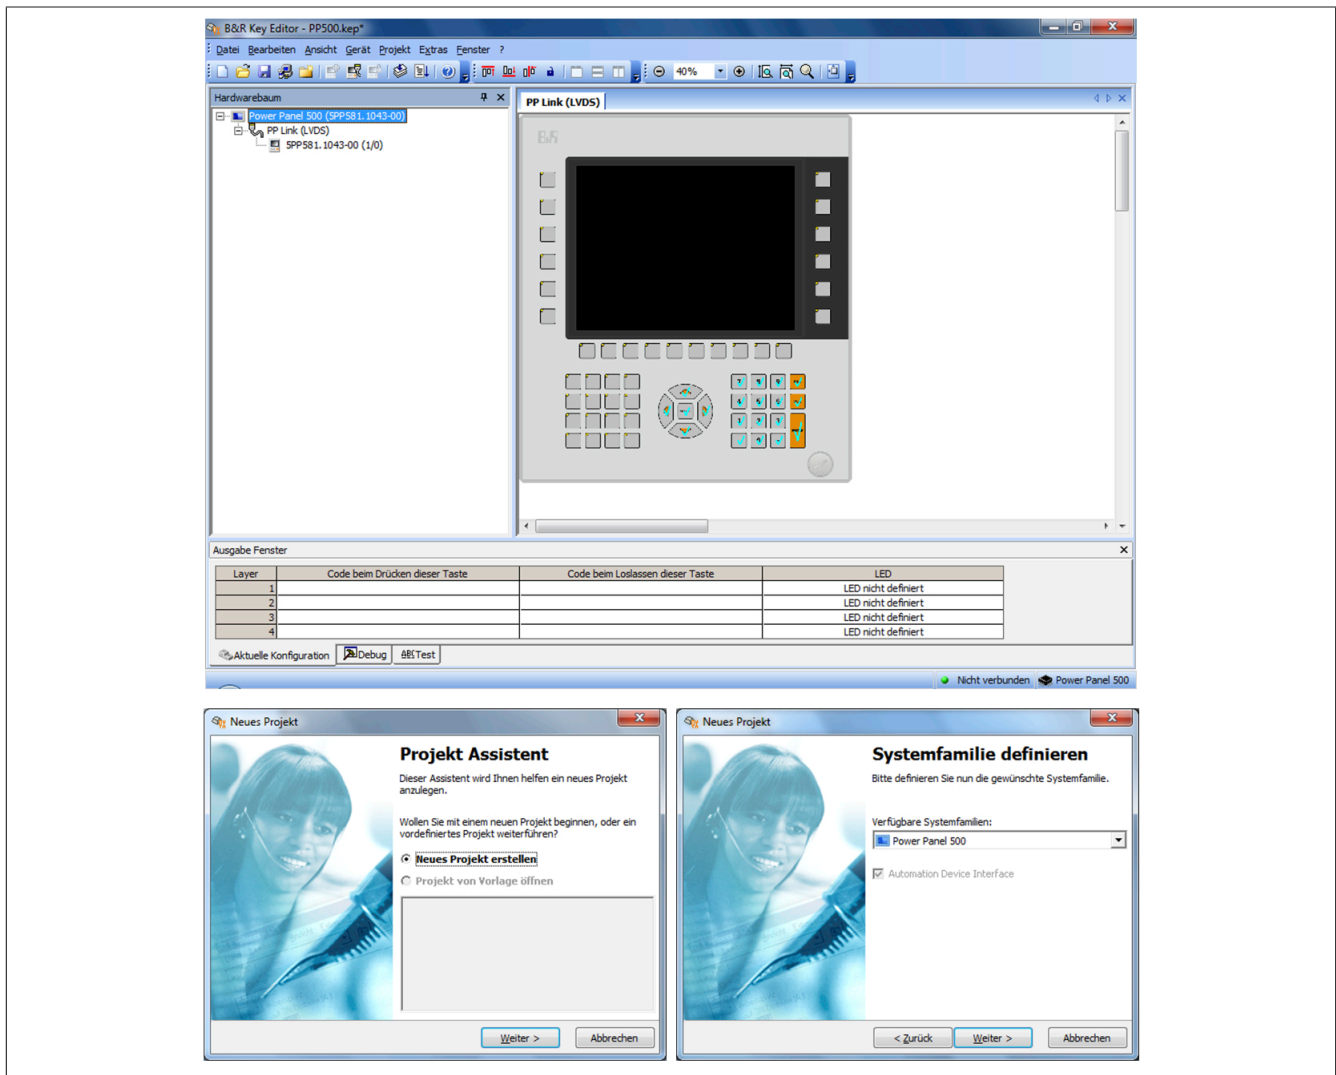 B&R Key Editor - PP500.kep*
Datei Bearbeiten Ansicht Gerät Projekt Extras Fenster ?
40%
Hardwarebaum
Power Panel 500 (5PP581.1043-00)
PP Link (LVDS)
5PP581.1043-00 (1/0)
PP Link (LVDS)
B&R
Ausgabe Fenster
Layer Code beim Drücken dieser Taste Code beim Loslassen dieser Taste LED
1 LED nicht definiert
2 LED nicht definiert
3 LED nicht definiert
4 LED nicht definiert
Aktuelle Konfiguration Debug Test
Nicht verbunden Power Panel 500
Neues Projekt
Projekt Assistent
Dieser Assistent wird Ihnen helfen ein neues Projekt
anzulegen.
Wollen Sie mit einem neuen Projekt beginnen, oder ein
vordefiniertes Projekt weiterführen?
Neues Projekt erstellen
Projekt von Vorlage öffnen
Weiter > Abbrechen
Neues Projekt
Systemfamilie definieren
Bitte definieren Sie nun die gewünschte Systemfamilie.
Verfügbare Systemfamilien:
Power Panel 500
Automation Device Interface
< Zurück Weiter > Abbrechen